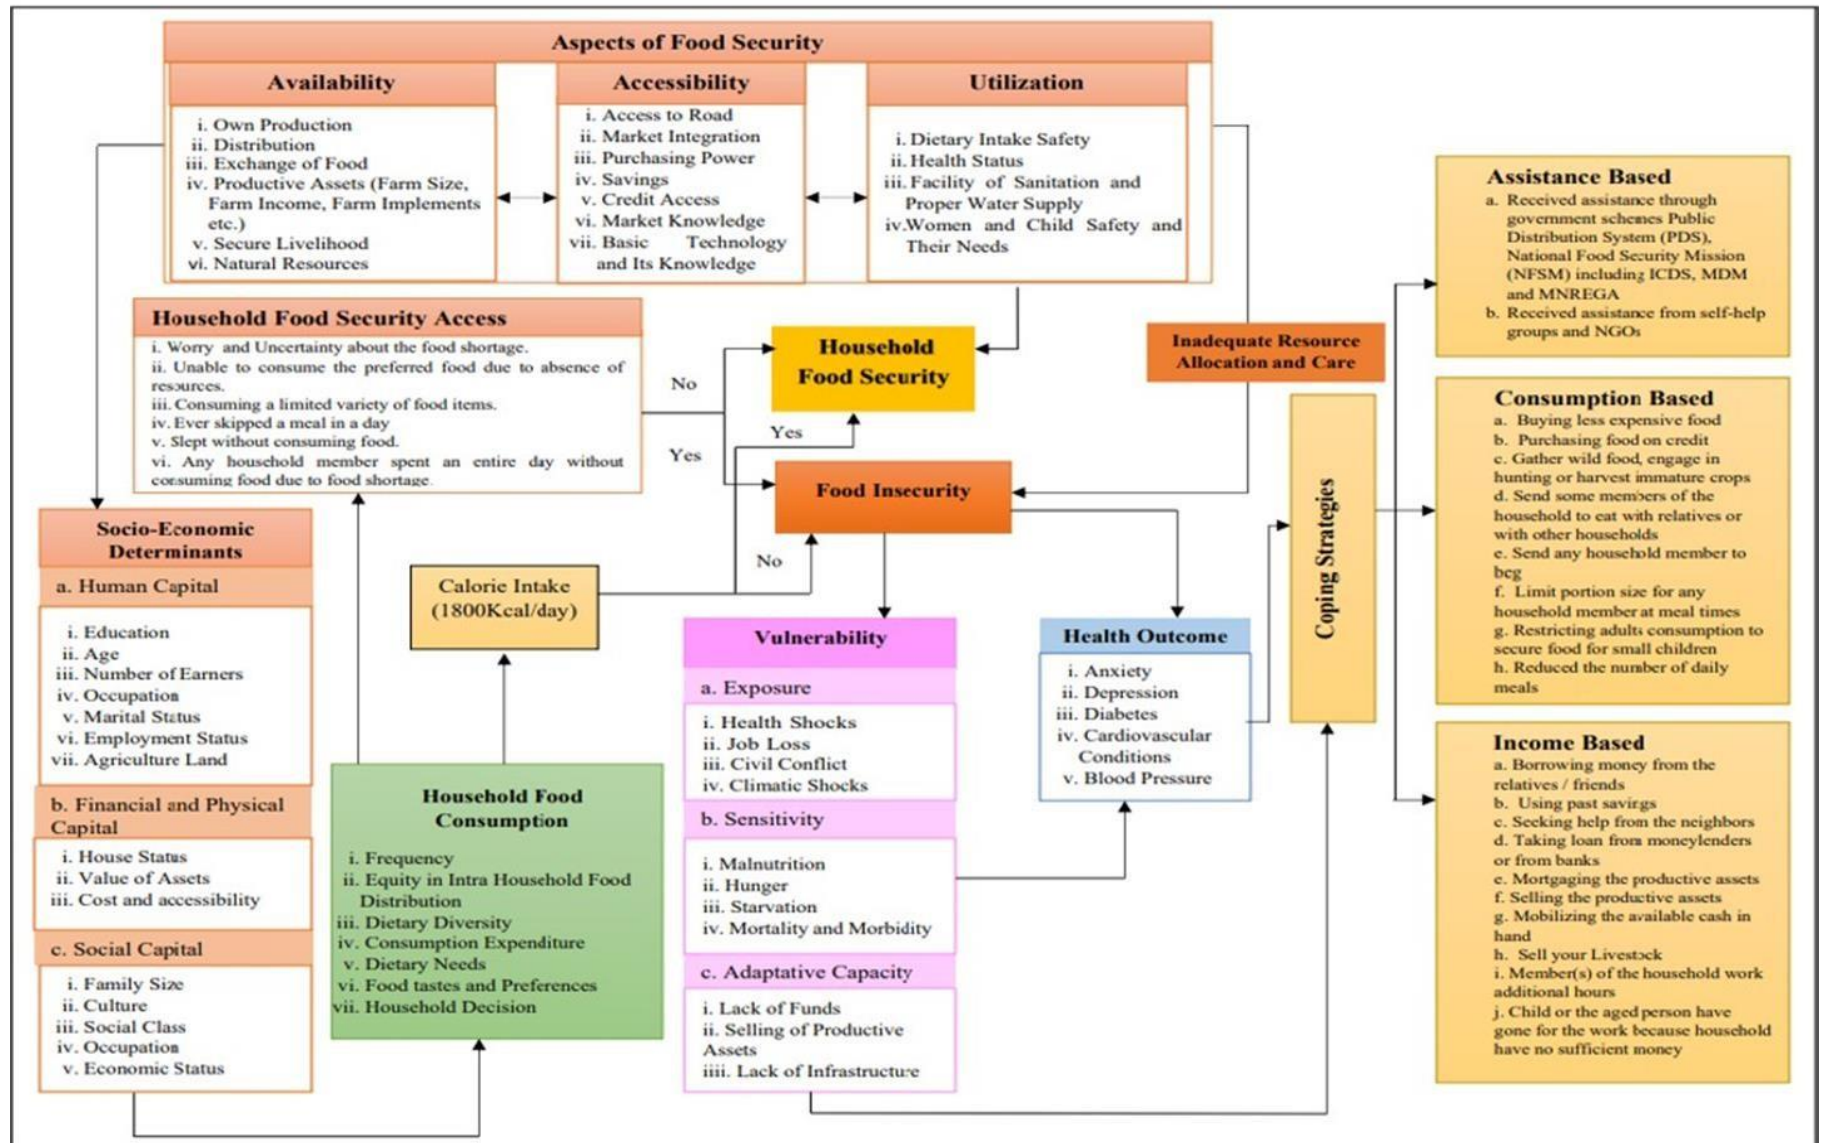 Aspects of Food Security
Availability
i. Own Production
ii. Distribution
iii. Exchange of Food
iv. Productive Assets (Farm Size,
Farm Income, Farm Implements
etc.)
v. Secure Livelihood
vi. Natural Resources
Accessibility
i. Access to Road
ii. Market Integration
iii. Purchasing Power
iv. Savings
v. Credit Access
vi. Market Knowledge
vii. Basic Technology
and Its Knowledge
Utilization
i. Dietary Intake Safety
ii. Health Status
iii. Facility of Sanitation and
Proper Water Supply
iv.Women and Child Safety and
Their Needs
Household Food Security Access
i. Worry and Uncertainty about the food shortage.
ii. Unable to consume the preferred food due to absence of
resources.
iii. Consuming a limited variety of food items.
iv. Ever skipped a meal in a day
v. Slept without consuming food.
vi. Any household member spent an entire day without
consuming food due to food shortage.
No
Yes
Household
Food Security
Yes
Food Insecurity
No
Inadequate Resource
Allocation and Care
Socio-Economic
Determinants
a. Human Capital
i. Education
ii. Age
iii. Number of Earners
iv. Occupation
v. Marital Status
vi. Employment Status
vii. Agriculture Land
b. Financial and Physical
Capital
i. House Status
ii. Value of Assets
iii. Cost and accessibility
c. Social Capital
i. Family Size
ii. Culture
iii. Social Class
iv. Occupation
v. Economic Status
Calorie Intake
(1800Kcal/day)
Household Food
Consumption
i. Frequency
ii. Equity in Intra Household Food
Distribution
iii. Dietary Diversity
iv. Consumption Expenditure
v. Dietary Needs
vi. Food tastes and Preferences
vii. Household Decision
Vulnerability
a. Exposure
i. Health Shocks
ii. Job Loss
iii. Civil Conflict
iv. Climatic Shocks
b. Sensitivity
i. Malnutrition
ii. Hunger
iii. Starvation
iv. Mortality and Morbidity
c. Adaptative Capacity
i. Lack of Funds
ii. Selling of Productive
Assets
iiii. Lack of Infrastructure
Health Outcome
i. Anxiety
ii. Depression
iii. Diabetes
iv. Cardiovascular
Conditions
v. Blood Pressure
Coping Strategies
Assistance Based
a. Received assistance through
government schemes Public
Distribution System (PDS),
National Food Security Mission
(NFSM) including ICDS, MDM
and MNREGA
b. Received assistance from self-help
groups and NGOs
Consumption Based
a. Buying less expensive food
b. Purchasing food on credit
c. Gather wild food, engage in
hunting or harvest immature crops
d. Send some members of the
household to eat with relatives or
with other households
e. Send any household member to
beg
f. Limit portion size for any
household member at meal times
g. Restricting adults consumption to
secure food for small children
h. Reduced the number of daily
meals
Income Based
a. Borrowing money from the
relatives / friends
b. Using past savings
c. Seeking help from the neighbors
d. Taking loan from moneylenders
or from banks
e. Mortgaging the productive assets
f. Selling the productive assets
g. Mobilizing the available cash in
hand
h. Sell your Livestock
i. Member(s) of the household work
additional hours
j. Child or the aged person have
gone for the work because household
have no sufficient money